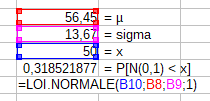 56,45 = µ
13,67 = sigma
50 = x
0,318521877 = P[N(0,1) < x]
=LOI.NORMALE(B10;B8;B9;1)